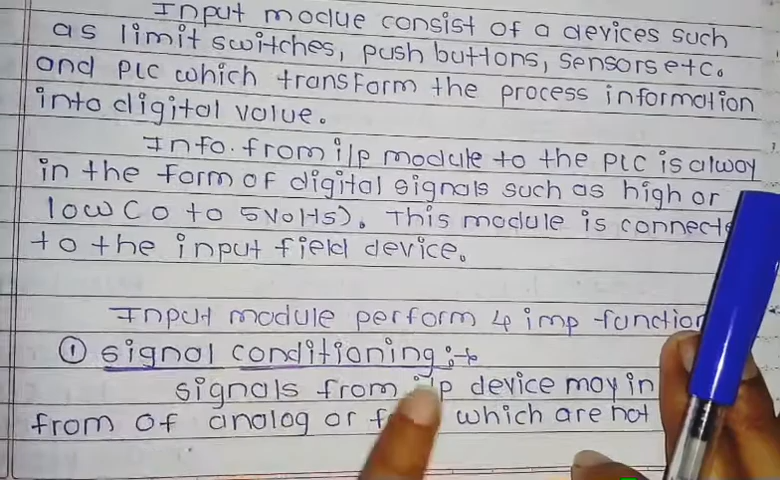 Input modue consist of a devices such
as limit switches, push buttons, sensors etc.
and PLC which transform the process information
into digital value.
Info. from i/p module to the PLC is alway
in the form of digital signals such as high or
low (0 to 5 volts). This module is connecte
to the input field device.
Input module perform 4 imp function
① signal conditioning :-
signals from i/p device may in
from of analog or which are not